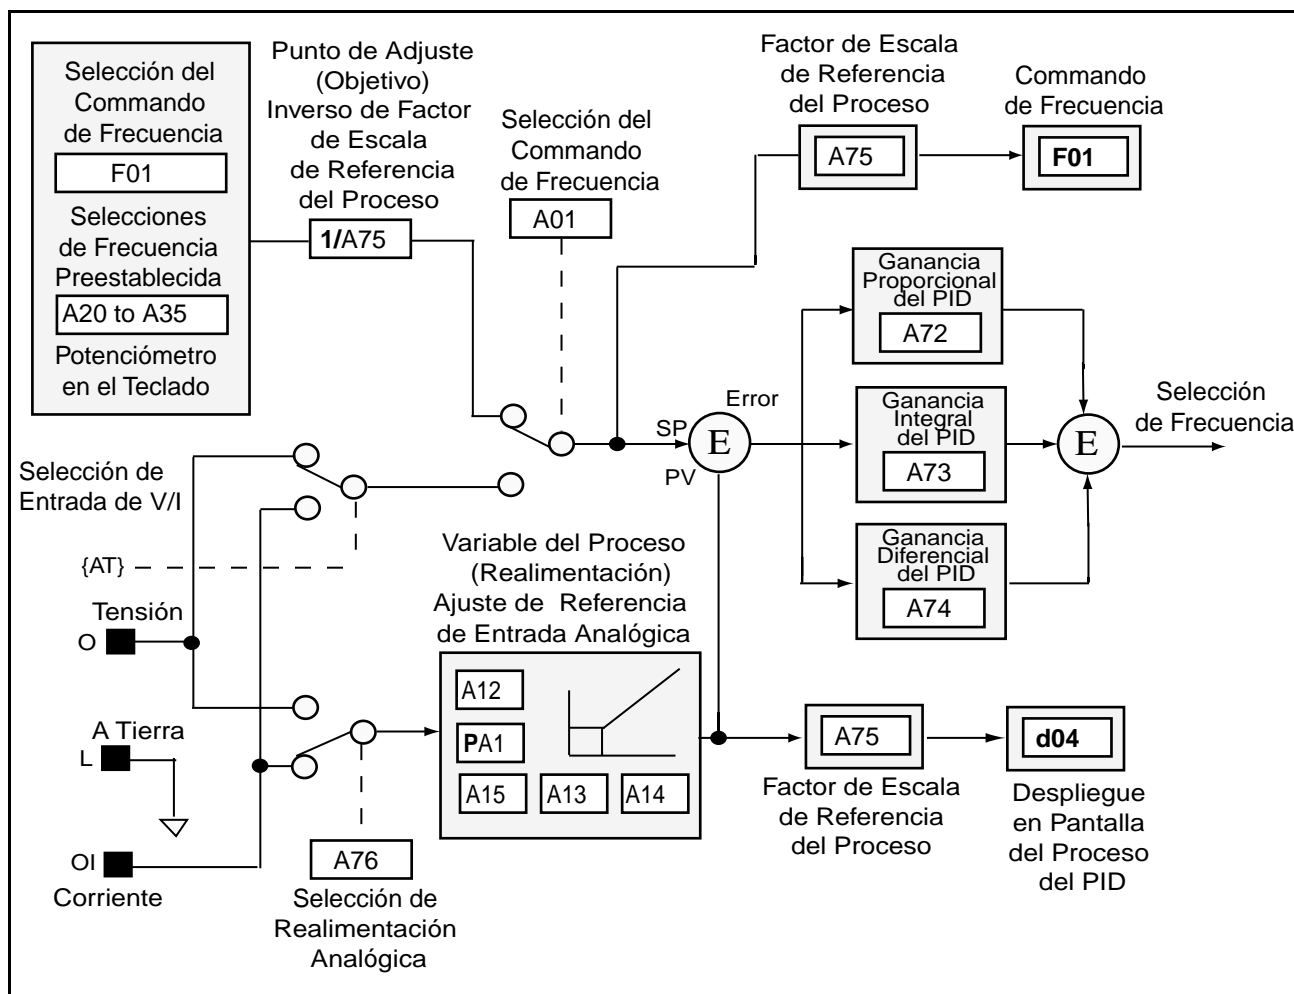 Selección del
Commando
de Frecuencia
F01
Selecciones
de Frecuencia
Preestablecida
A20 to A35
Potenciómetro
en el Teclado
Punto de Adjuste
(Objetivo)
Inverso de Factor
de Escala
de Referencia
del Proceso
1/A75
Selección del
Commando
de Frecuencia
A01
Factor de Escala
de Referencia
del Proceso
A75
Commando
de Frecuencia
F01
Ganancia
Proporcional
del PID
A72
Ganancia
Integral
del PID
A73
Ganancia
Diferencial
del PID
A74
Error
SP
E
PV
E
Selección
de Frecuencia
Selección de
Entrada de V/I
{AT}
Tensión
O
A Tierra
L
OI
Corriente
Variable del Proceso
(Realimentación)
Ajuste de Referencia
de Entrada Analógica
A12
PA1
A15
A13
A14
A76
Selección de
Realimentación
Analógica
A75
Factor de Escala
de Referencia
del Proceso
d04
Despliegue
en Pantalla
del Proceso
del PID